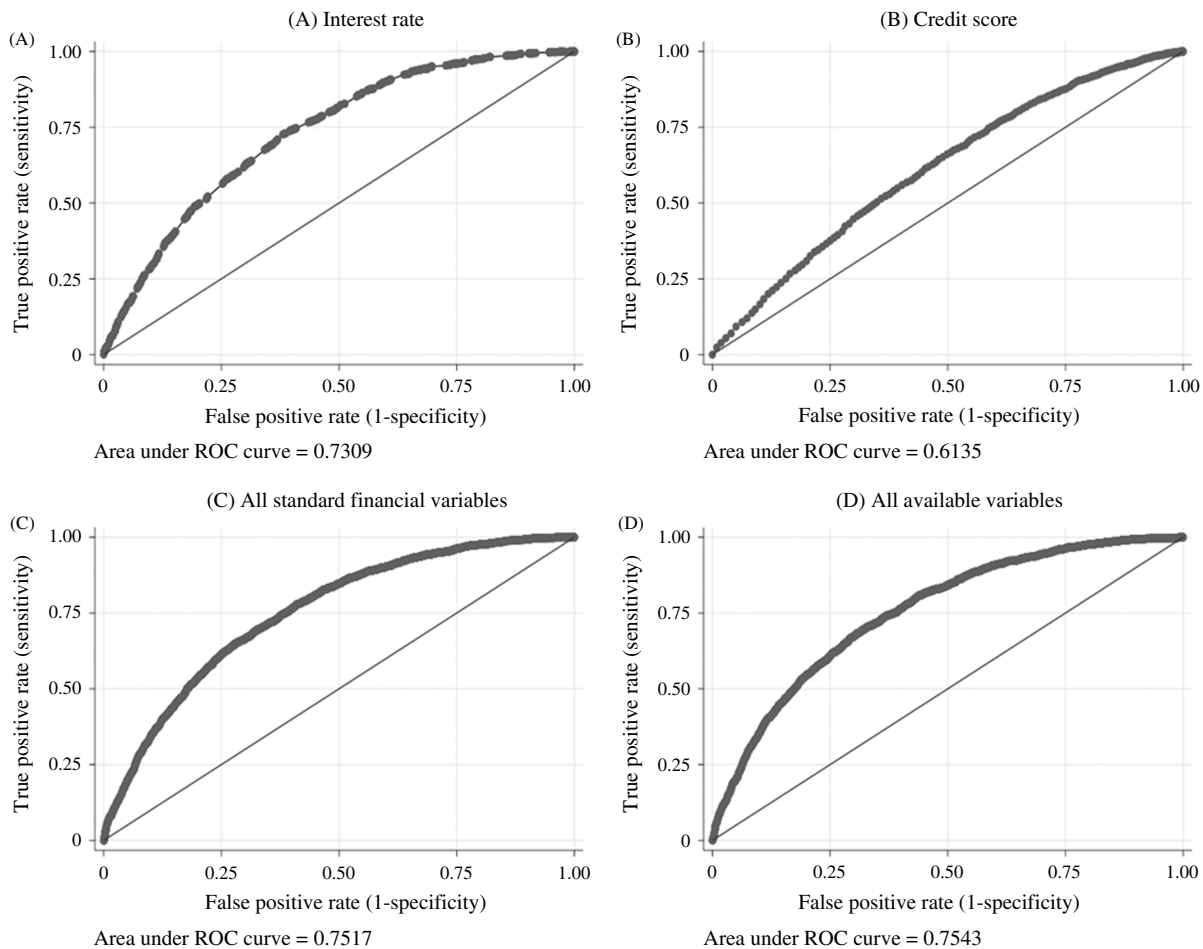 (A) Interest rate
(A)
1.00
0.75
0.50
0.25
0
True positive rate (sensitivity)
0 0.25 0.50 0.75 1.00
False positive rate (1-specificity)
Area under ROC curve = 0.7309
(B) Credit score
(B)
1.00
0.75
0.50
0.25
0
True positive rate (sensitivity)
0 0.25 0.50 0.75 1.00
False positive rate (1-specificity)
Area under ROC curve = 0.6135
(C) All standard financial variables
(C)
1.00
0.75
0.50
0.25
0
True positive rate (sensitivity)
0 0.25 0.50 0.75 1.00
False positive rate (1-specificity)
Area under ROC curve = 0.7517
(D) All available variables
(D)
1.00
0.75
0.50
0.25
0
True positive rate (sensitivity)
0 0.25 0.50 0.75 1.00
False positive rate (1-specificity)
Area under ROC curve = 0.7543